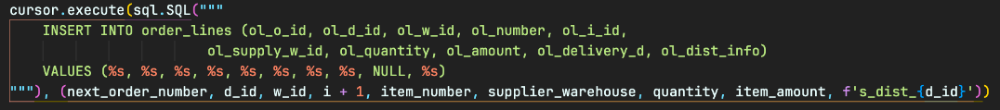 cursor.execute(sql.SQL("""
    INSERT INTO order_lines (ol_o_id, ol_d_id, ol_w_id, ol_number, ol_i_id,
                            ol_supply_w_id, ol_quantity, ol_amount, ol_delivery_d, ol_dist_info)
    VALUES (%s, %s, %s, %s, %s, %s, %s, %s, NULL, %s)
"""), (next_order_number, d_id, w_id, i + 1, item_number, supplier_warehouse, quantity, item_amount, f's_dist_{d_id}'))